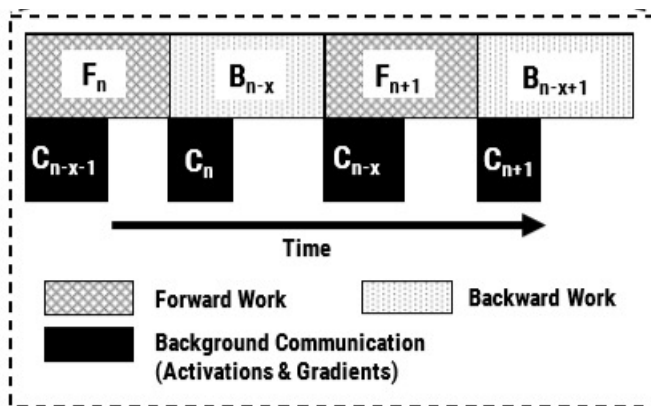 Fn Bn-x Fn+1 Bn-x+1
Cn-x-1 Cn Cn-x Cn+1
Time
Forward Work Backward Work
Background Communication
(Activations & Gradients)